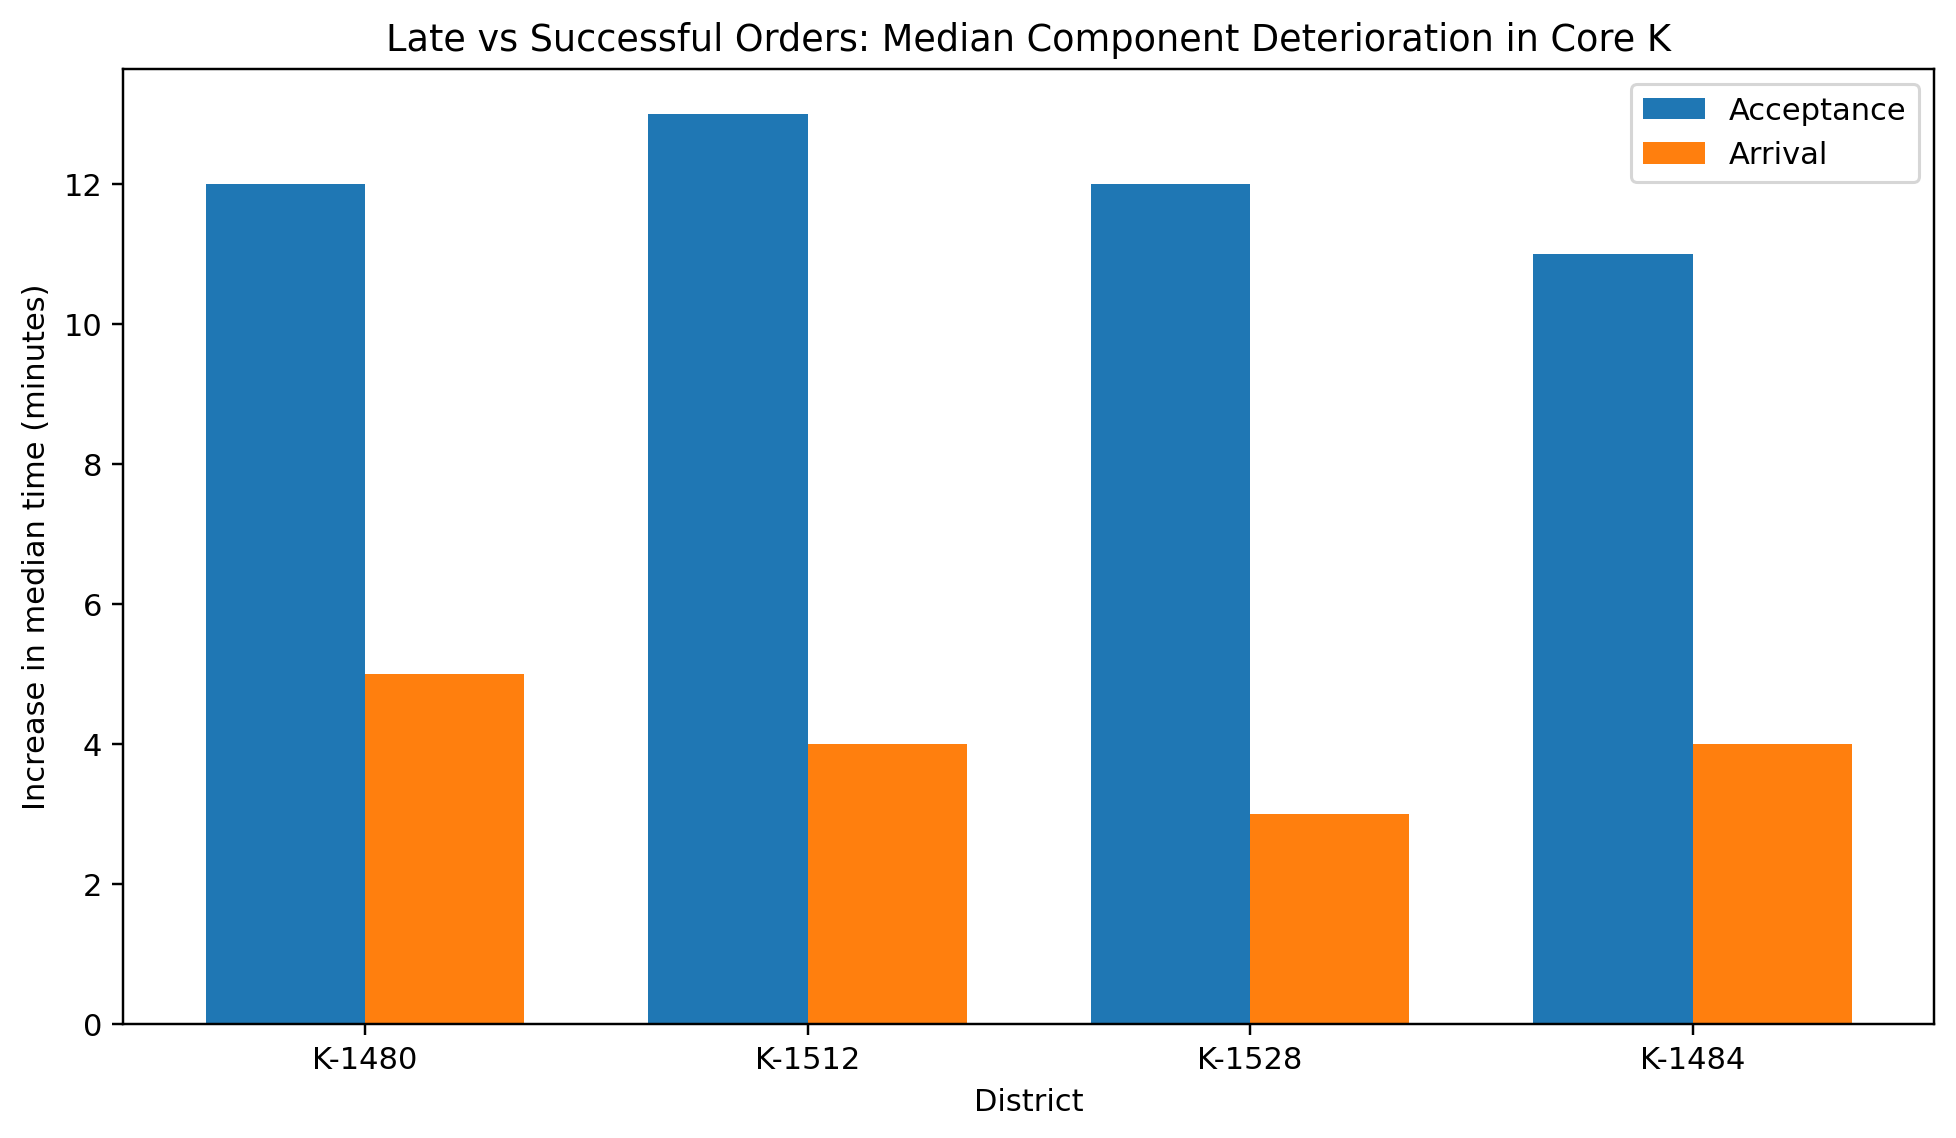 Late vs Successful Orders: Median Component Deterioration in Core K
Acceptance
Arrival
Increase in median time (minutes)
12
10
8
6
4
2
0
K-1480 K-1512 K-1528 K-1484
District